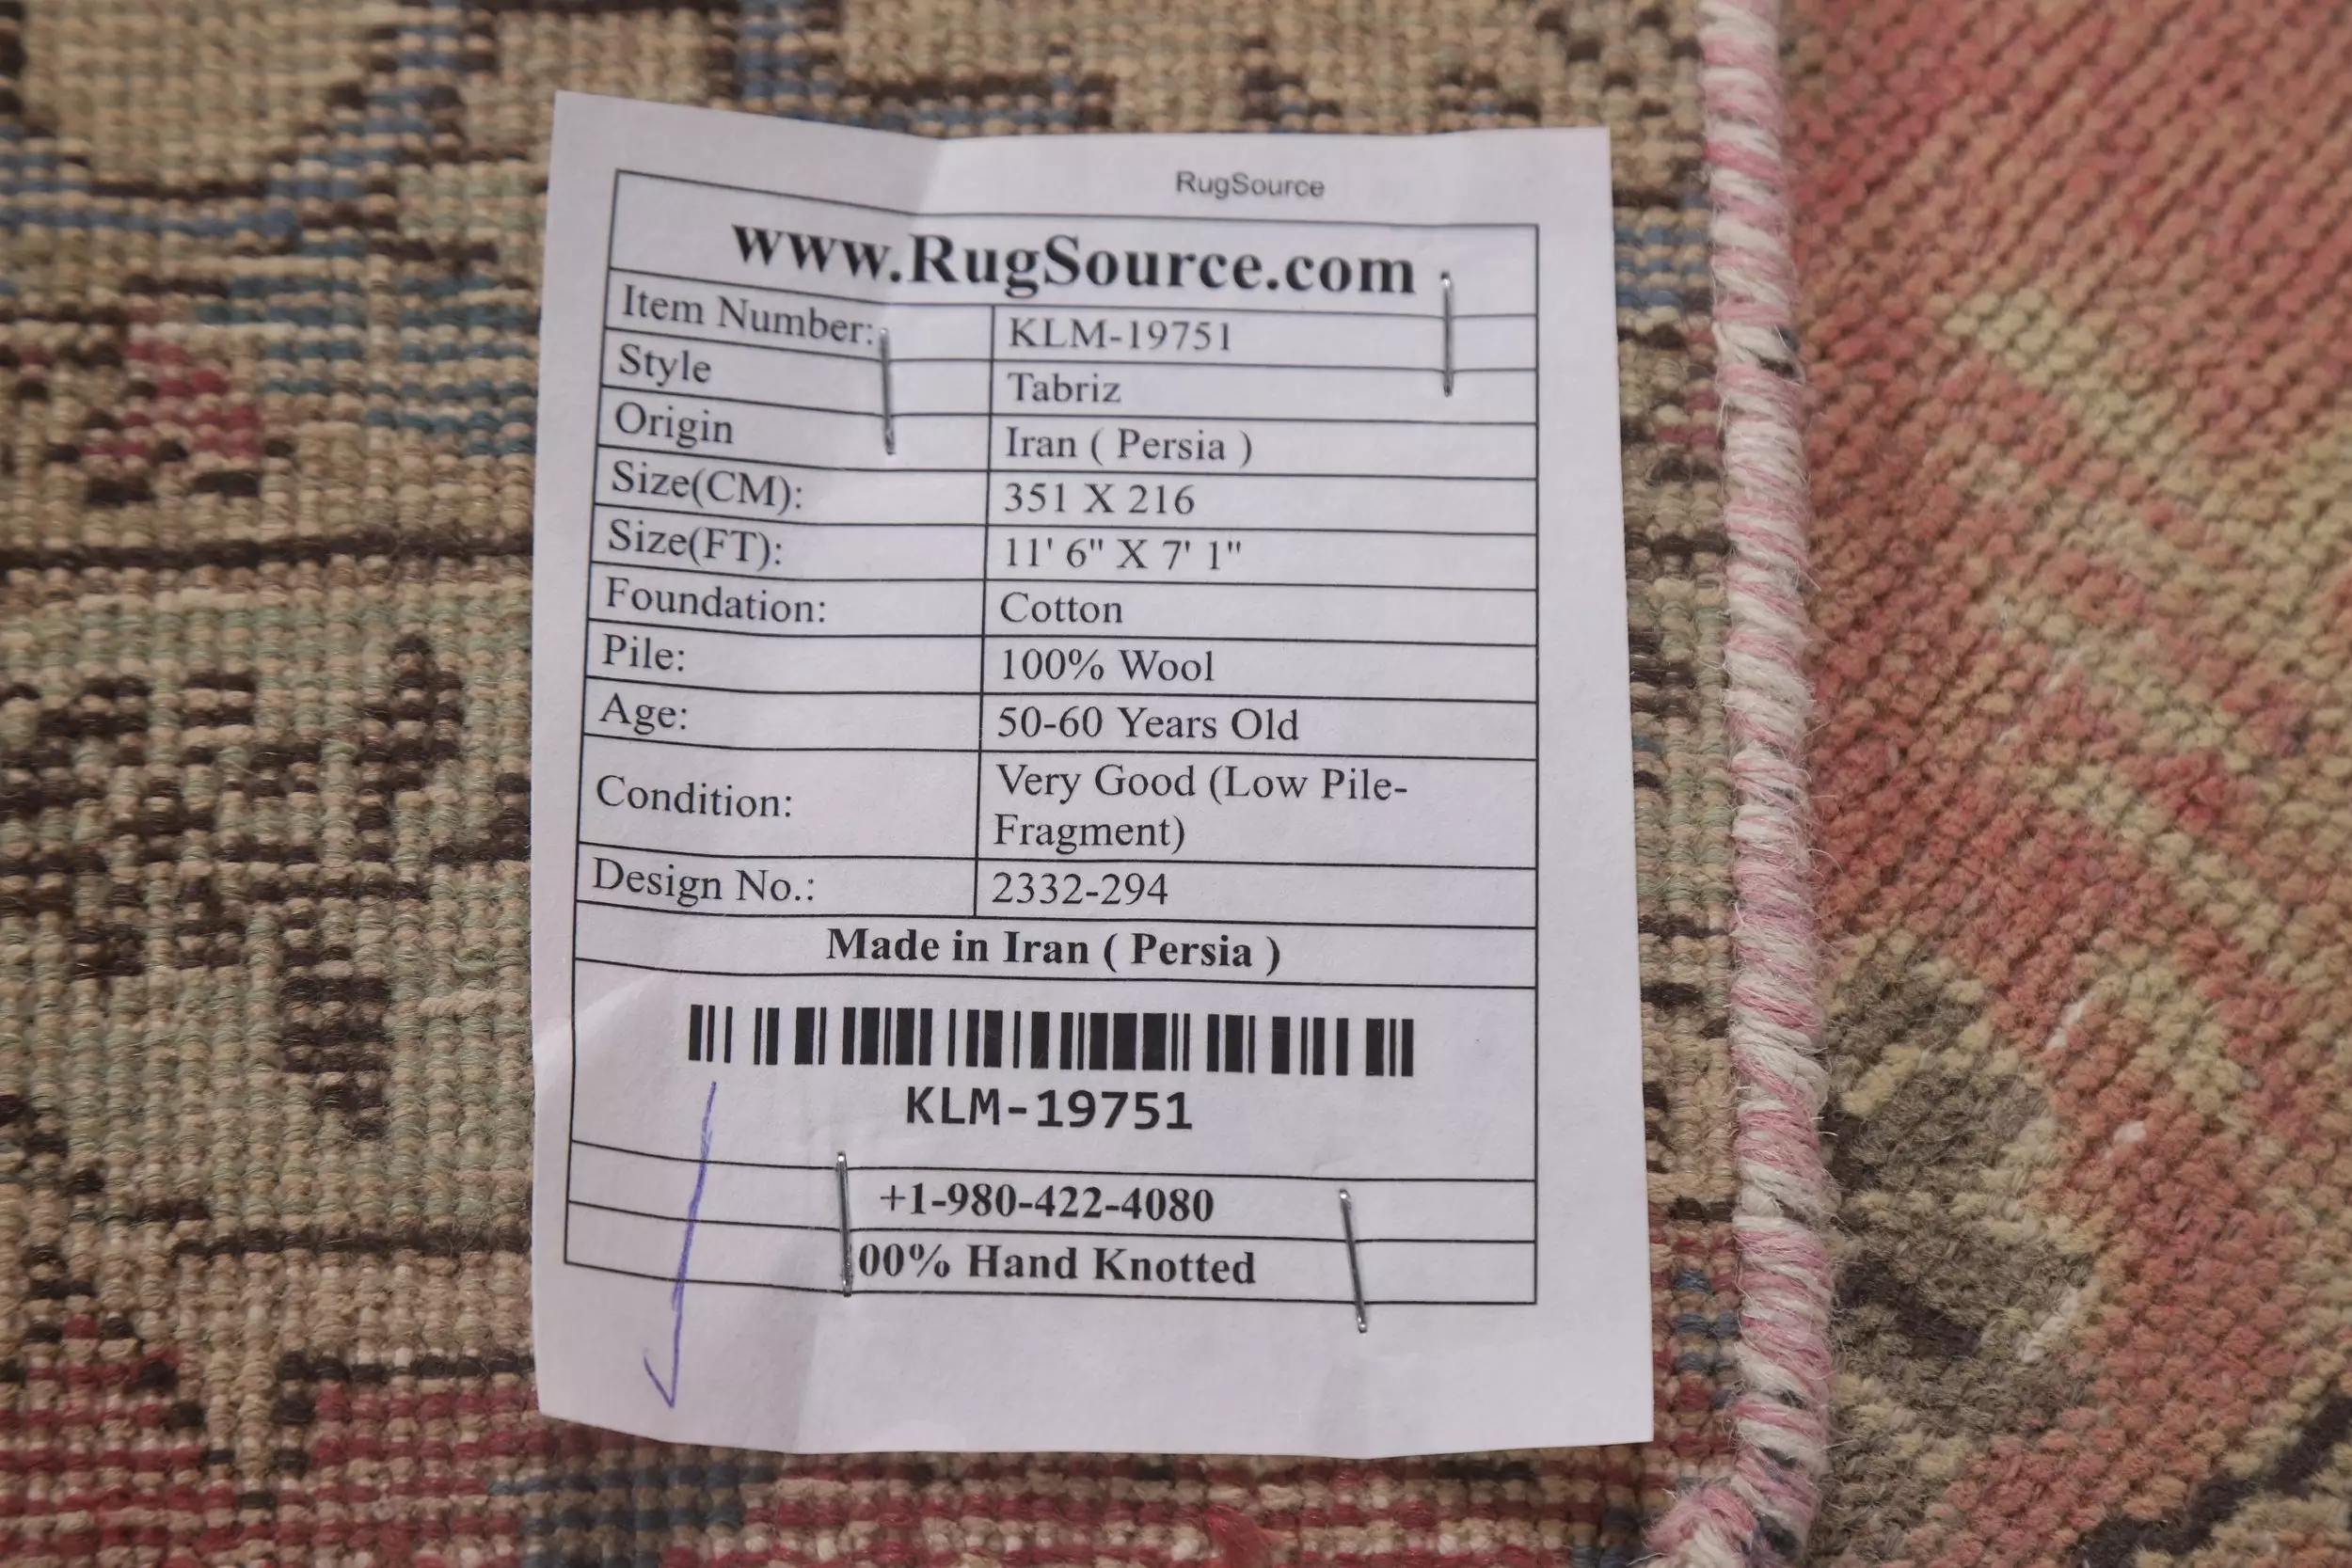 RugSource
www.RugSource.com
Item Number: KLM-19751
Style Tabriz
Origin Iran ( Persia )
Size(CM): 351 X 216
Size(FT): 11' 6" X 7' 1"
Foundation: Cotton
Pile: 100% Wool
Age: 50-60 Years Old
Condition: Very Good (Low Pile-
Fragment)
Design No.: 2332-294
Made in Iran ( Persia )
KLM-19751
+1-980-422-4080
00% Hand Knotted